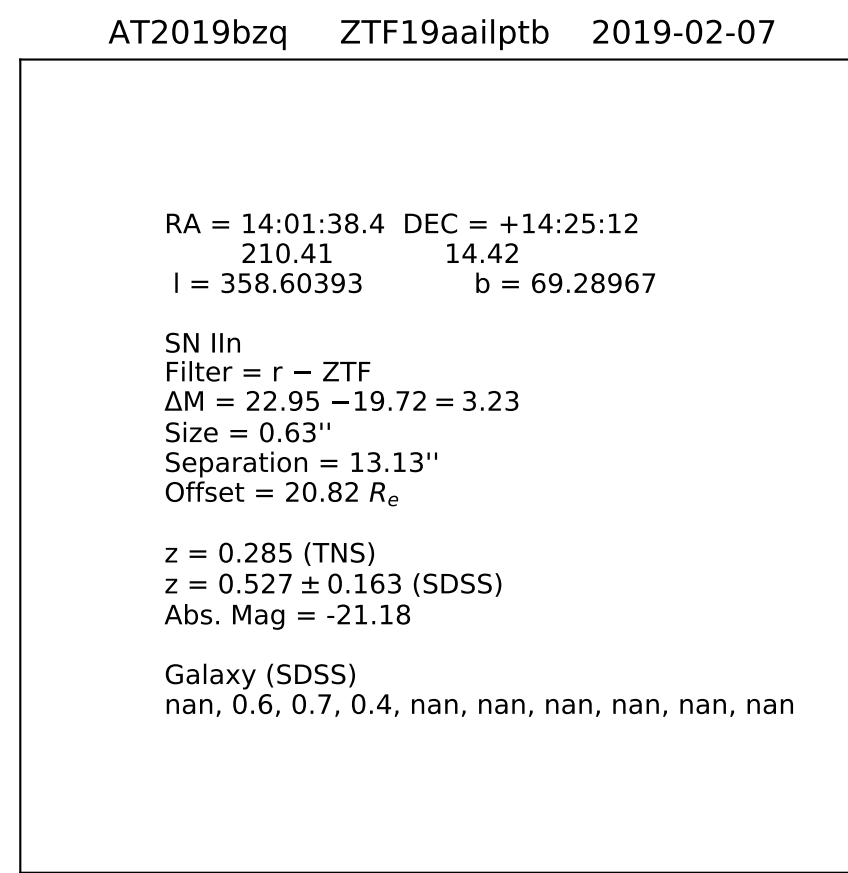 AT2019bzq ZTF19aailptb 2019-02-07
RA = 14:01:38.4 DEC = +14:25:12
210.41 14.42
l = 358.60393 b = 69.28967
SN IIn
Filter = r − ZTF
ΔM = 22.95 −19.72 = 3.23
Size = 0.63''
Separation = 13.13''
Offset = 20.82 Re
z = 0.285 (TNS)
z = 0.527 ± 0.163 (SDSS)
Abs. Mag = -21.18
Galaxy (SDSS)
nan, 0.6, 0.7, 0.4, nan, nan, nan, nan, nan, nan